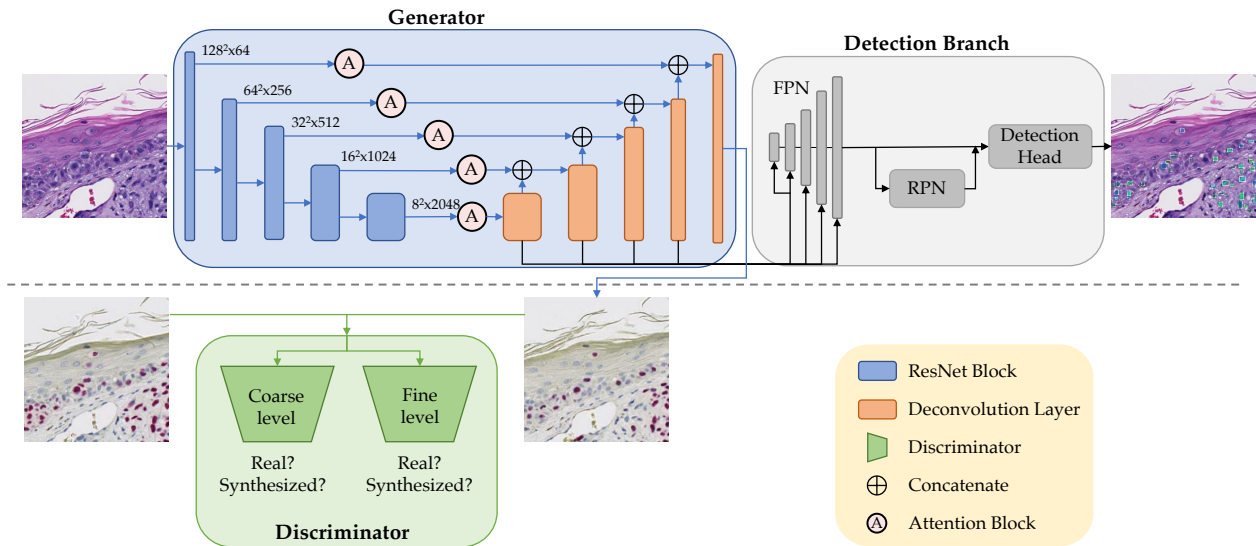 Generator
128²x64
A
64²x256
A
32²x512
A
16²x1024
A
8²x2048
A
Detection Branch
FPN
RPN
Detection
Head
Coarse
level
Fine
level
Real?
Synthesized?
Real?
Synthesized?
Discriminator
ResNet Block
Deconvolution Layer
Discriminator
Concatenate
A
Attention Block